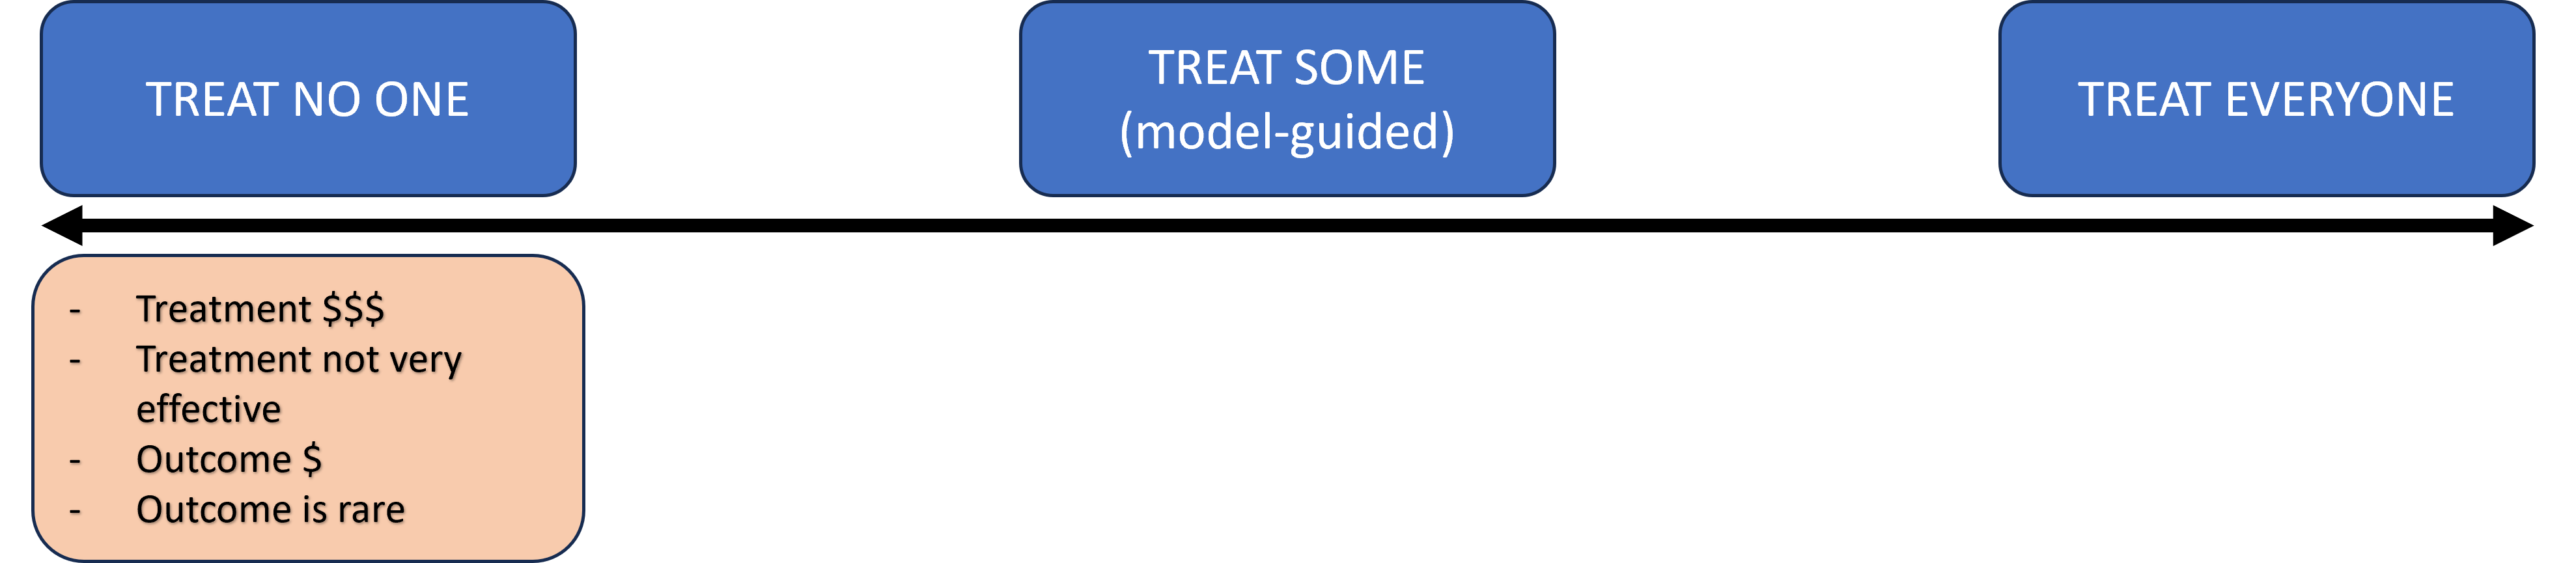 TREAT NO ONE
TREAT SOME
(model-guided)
TREAT EVERYONE
- Treatment $$$
- Treatment not very
effective
- Outcome $
- Outcome is rare